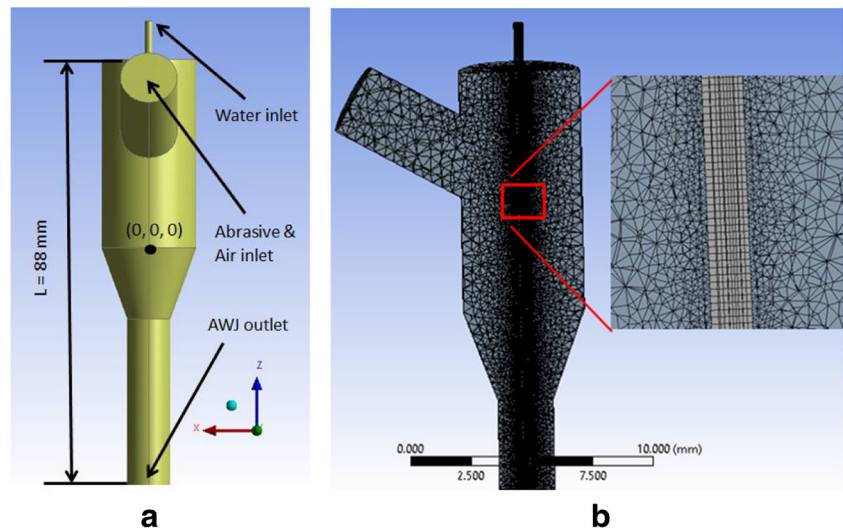 Water inlet
L = 88 mm
(0, 0, 0)
Abrasive &
Air inlet
AWJ outlet
Z
X
0.000
10.000 (mm)
2.500
7.500
a
b